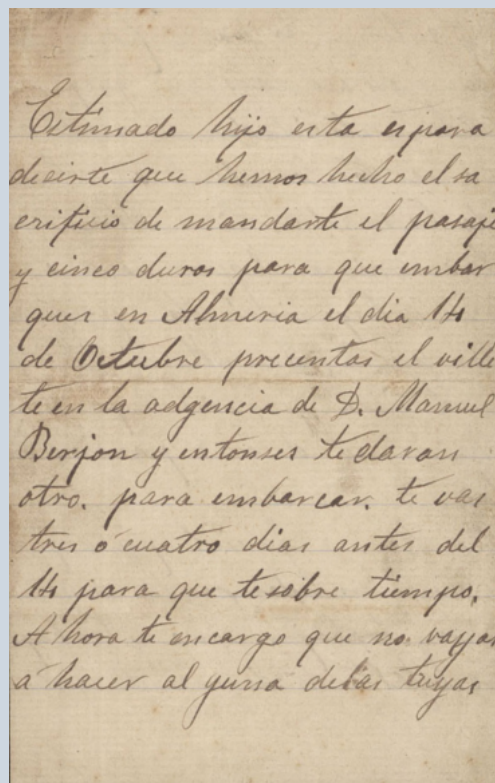 Estimado hijo esta es para
decirte que hemos hecho el sa
crificio de mandarte el pasaje
y cinco duros para que embar
ques en Almeria el dia 14
de Octubre precentas el ville
te en la adgencia de D. Manuel
Berjon y entonses te daran
otro. para embarcar. te vas
tres ó cuatro dias antes del
14 para que te sobre tiempo.
A hora te encargo que no vayas
á hacer al guna de las tuyas